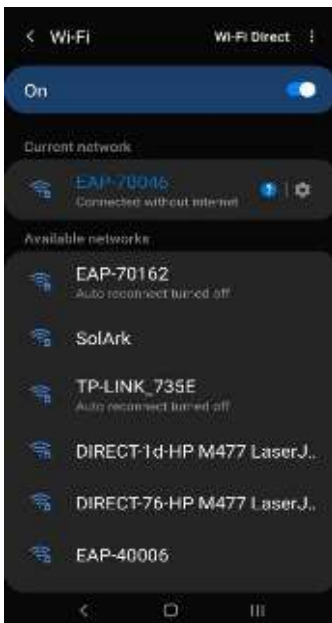 Wi-Fi
Wi-Fi Direct
On
Current network
EAP-70046
Connected without internet
Available networks
EAP-70162
Auto reconnect turned off
SolArk
TP-LINK_735E
Auto reconnect turned off
DIRECT-1d-HP M477 LaserJ..
DIRECT-76-HP M477 LaserJ..
EAP-40006